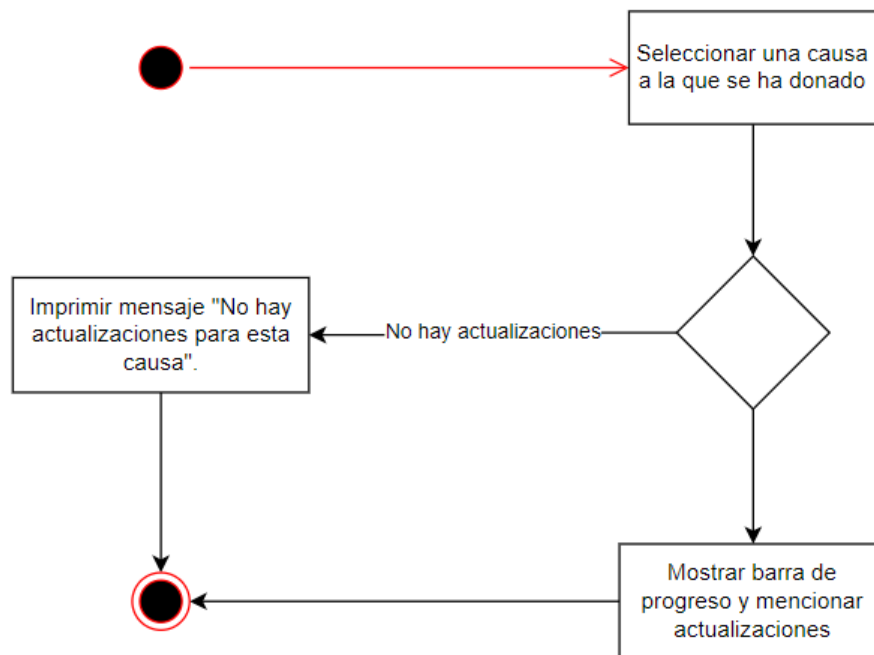 Seleccionar una causa
a la que se ha donado
Imprimir mensaje "No hay
actualizaciones para esta
causa".
No hay actualizaciones
Mostrar barra de
progreso y mencionar
actualizaciones